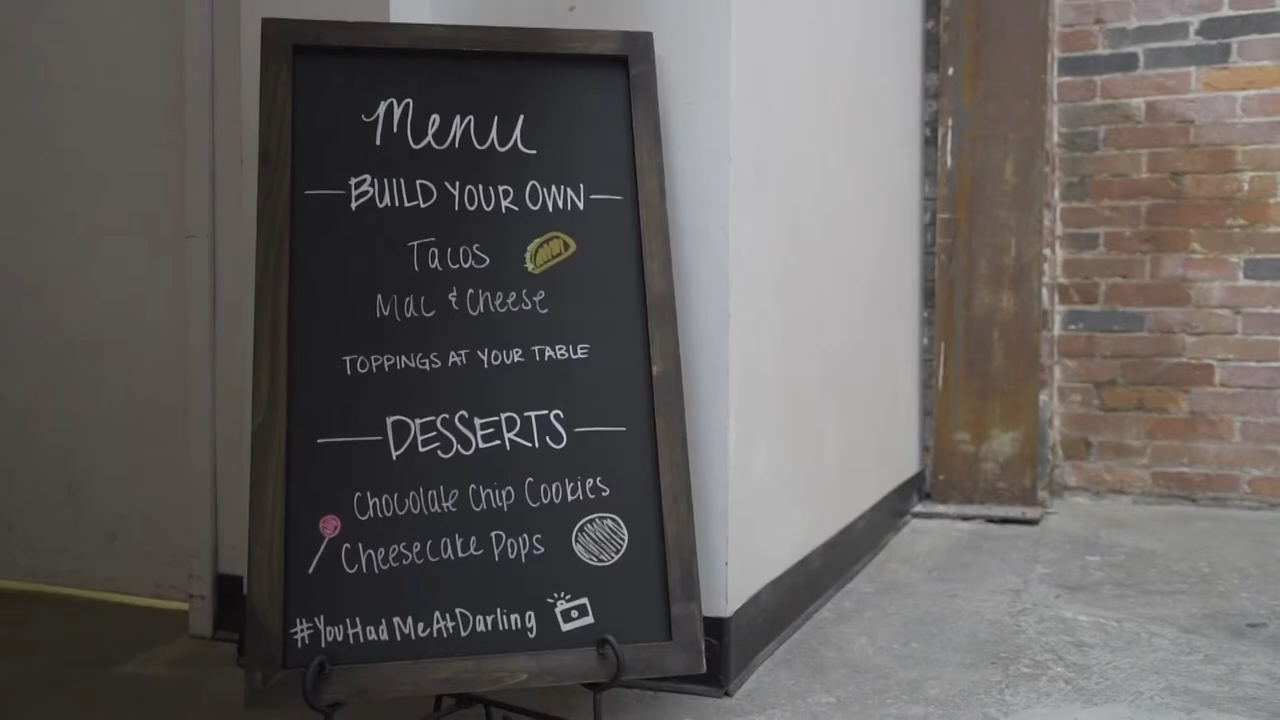 Menu
BUILD YOUR OWN
Tacos
Mac & Cheese
TOPPINGS AT YOUR TABLE
DESSERTS
Chocolate Chip Cookies
Cheesecake Pops
#YouHadMeAtDarling